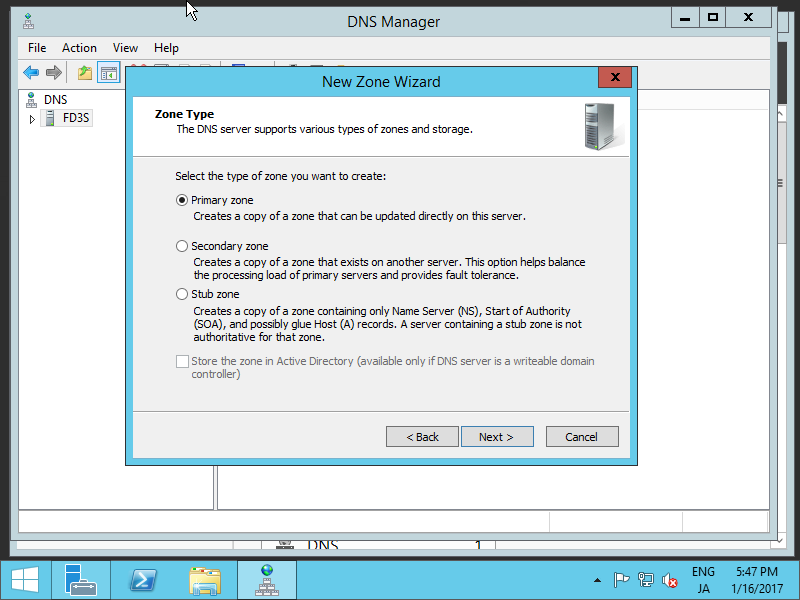 DNS Manager
File Action View Help
DNS
FD3S
New Zone Wizard
Zone Type
The DNS server supports various types of zones and storage.
Select the type of zone you want to create:
Primary zone
Creates a copy of a zone that can be updated directly on this server.
Secondary zone
Creates a copy of a zone that exists on another server. This option helps balance
the processing load of primary servers and provides fault tolerance.
Stub zone
Creates a copy of a zone containing only Name Server (NS), Start of Authority
(SOA), and possibly glue Host (A) records. A server containing a stub zone is not
authoritative for that zone.
Store the zone in Active Directory (available only if DNS server is a writeable domain
controller)
< Back Next > Cancel
DNS 1
ENG 5:47 PM
JA 1/16/2017